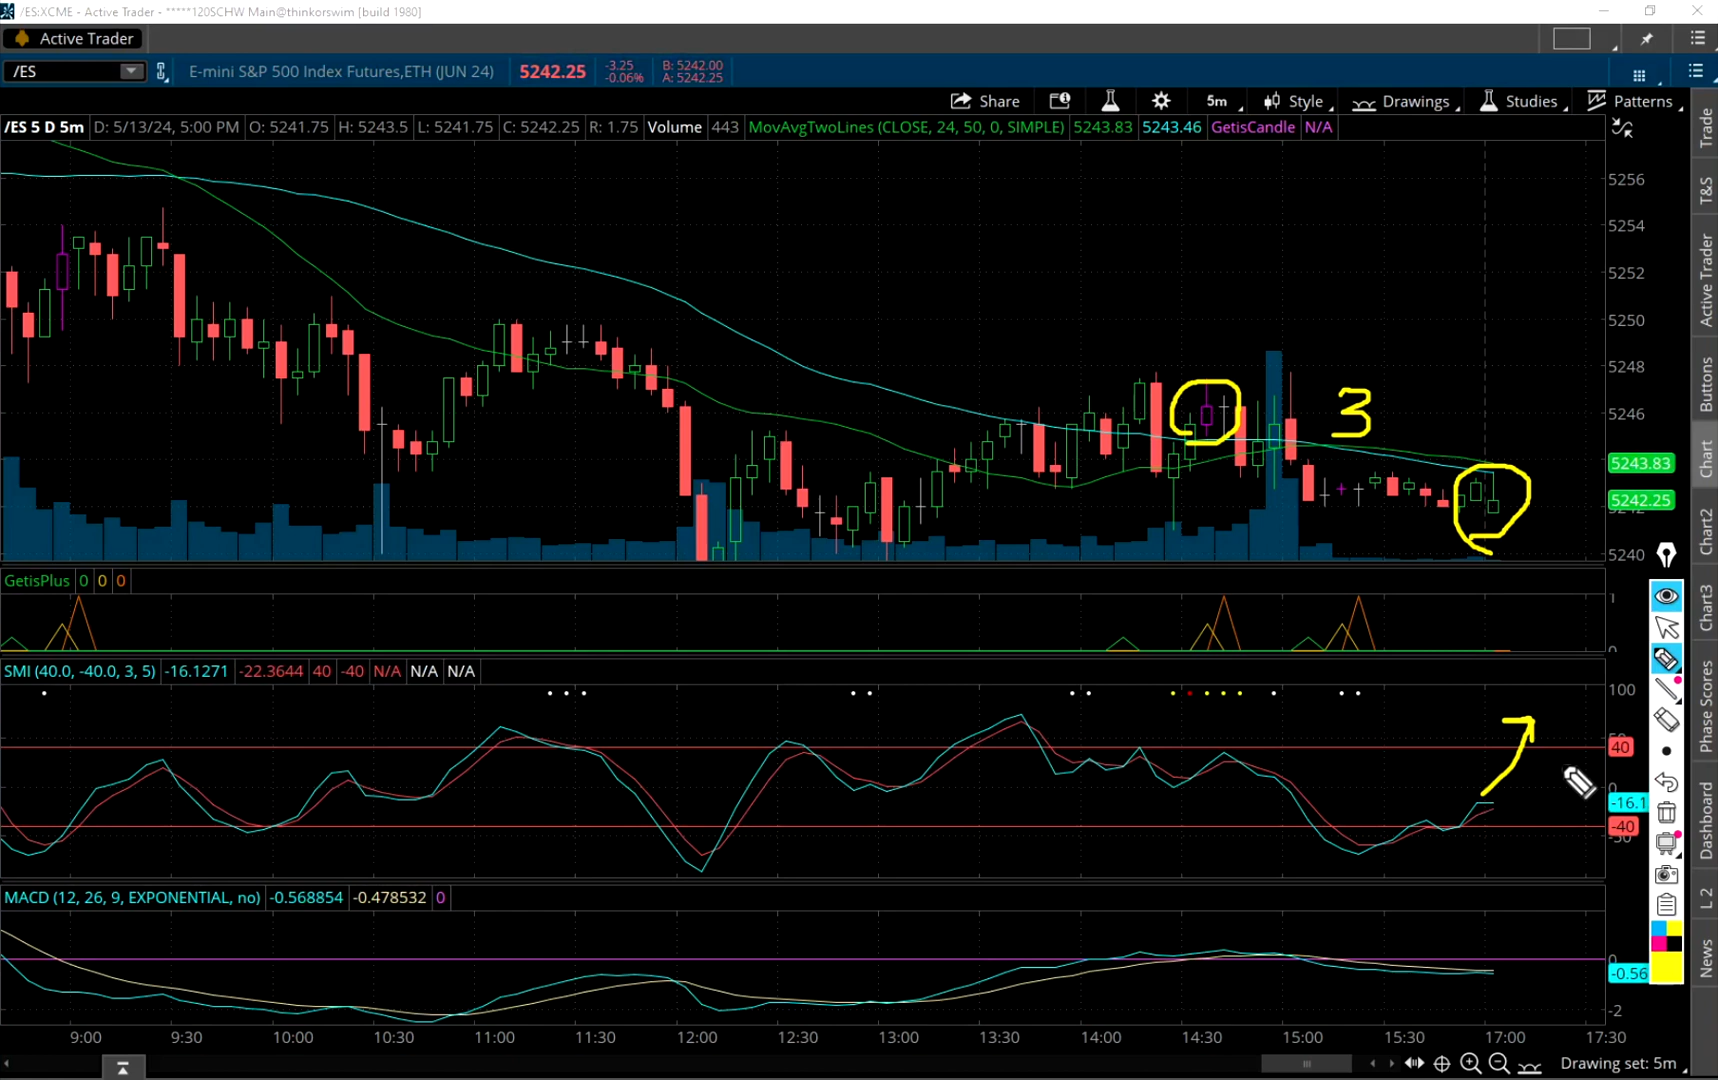 /ES:XCME - Active Trader - *****120SCHW Main@thinkorswim [build 1980]
Active Trader
/ES E-mini S&P 500 Index Futures,ETH (JUN 24) 5242.25 -3.25 -0.06% B: 5242.00 A: 5242.25
Share 5m Style Drawings Studies Patterns
/ES 5 D 5m D: 5/13/24, 5:00 PM O: 5241.75 H: 5243.5 L: 5241.75 C: 5242.25 R: 1.75 Volume 443 MovAvgTwoLines (CLOSE, 24, 50, 0, SIMPLE) 5243.83 5243.46 GetisCandle N/A
5256
5254
5252
5250
5248
5246
3
5243.83
5242.25
5240
GetisPlus 0 0 0
1
0
SMI (40.0, -40.0, 3, 5) -16.1271 -22.3644 40 -40 N/A N/A N/A
100
40
0
-16.1
-40
MACD (12, 26, 9, EXPONENTIAL, no) -0.568854 -0.478532 0
0
-0.56
-2
9:00 9:30 10:00 10:30 11:00 11:30 12:00 12:30 13:00 13:30 14:00 14:30 15:00 15:30 17:00 17:30
Drawing set: 5m
Trade
T&S
Active Trader
Buttons
Chart
Chart2
Chart3
Phase Scores
Dashboard
L 2
News